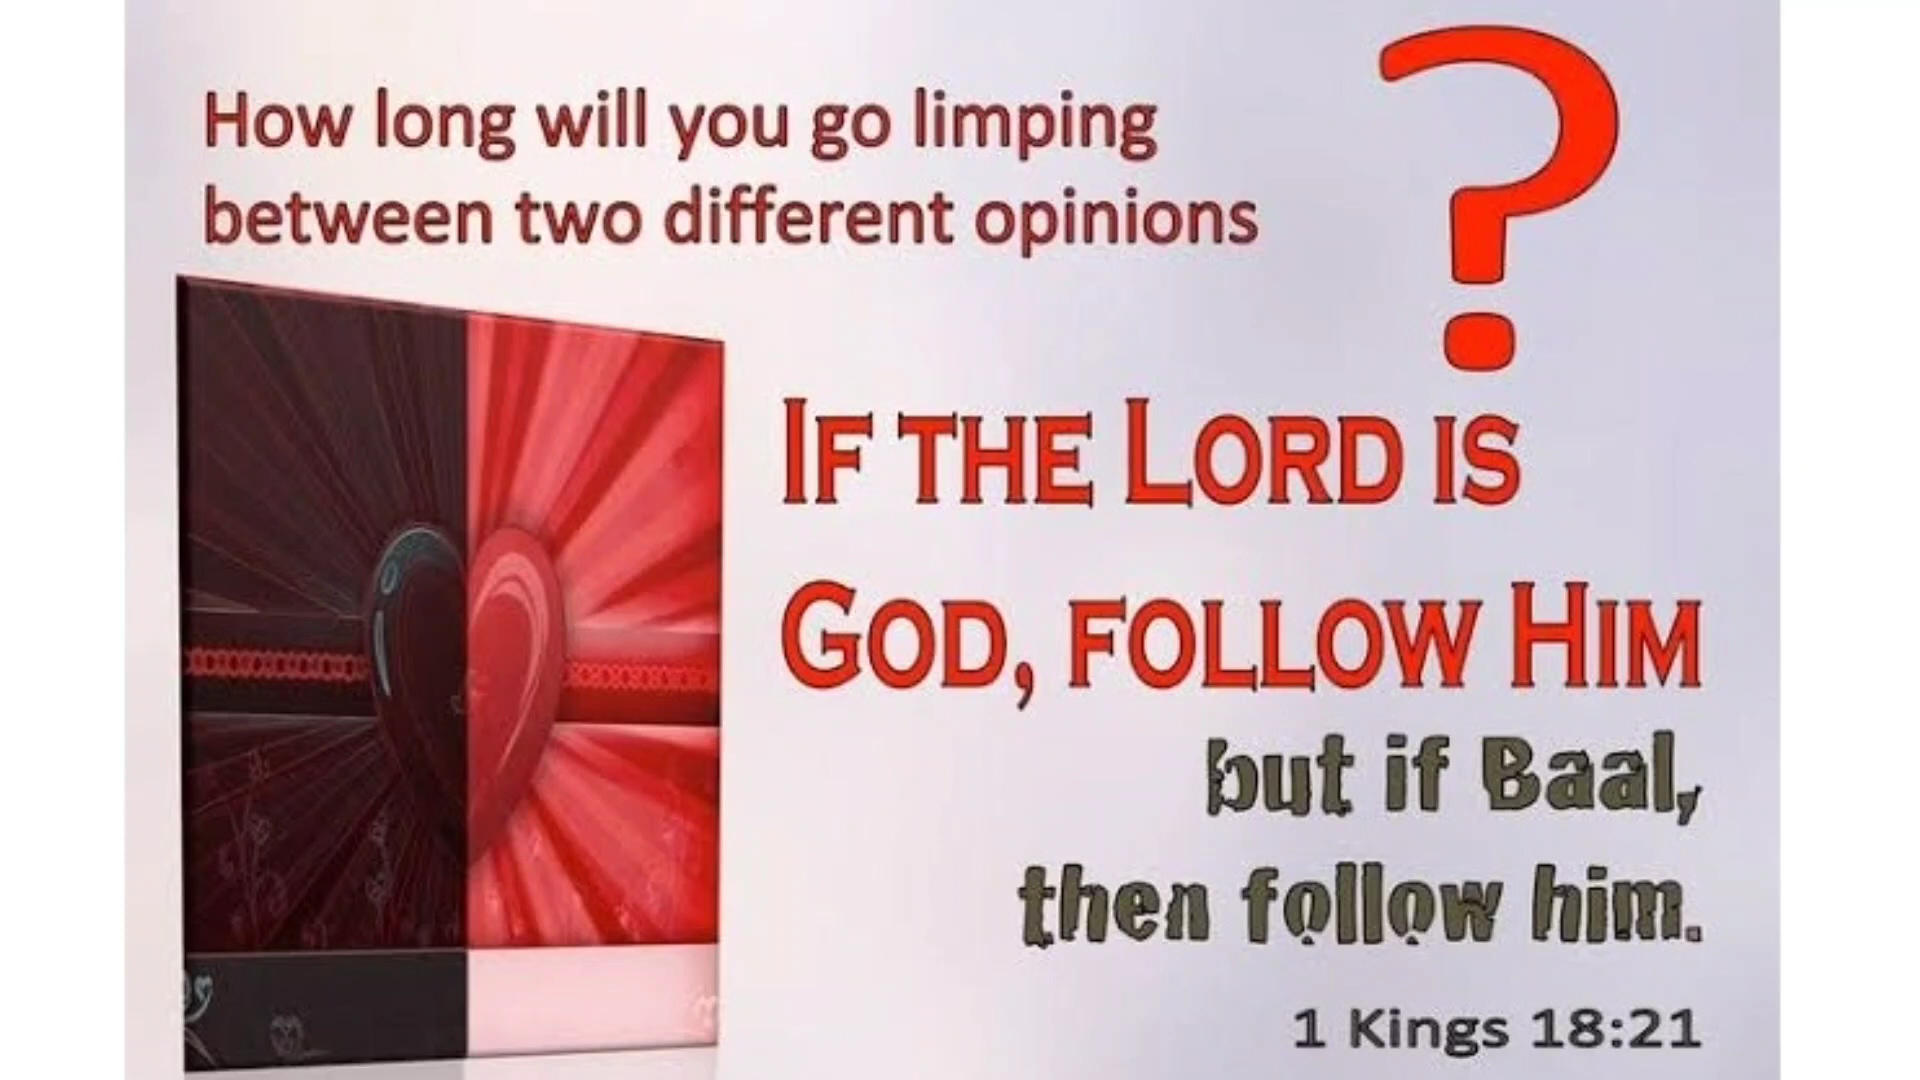 How long will you go limping
between two different opinions
?
IF THE LORD IS
GOD, FOLLOW HIM
but if Baal,
then follow him.
1 Kings 18:21